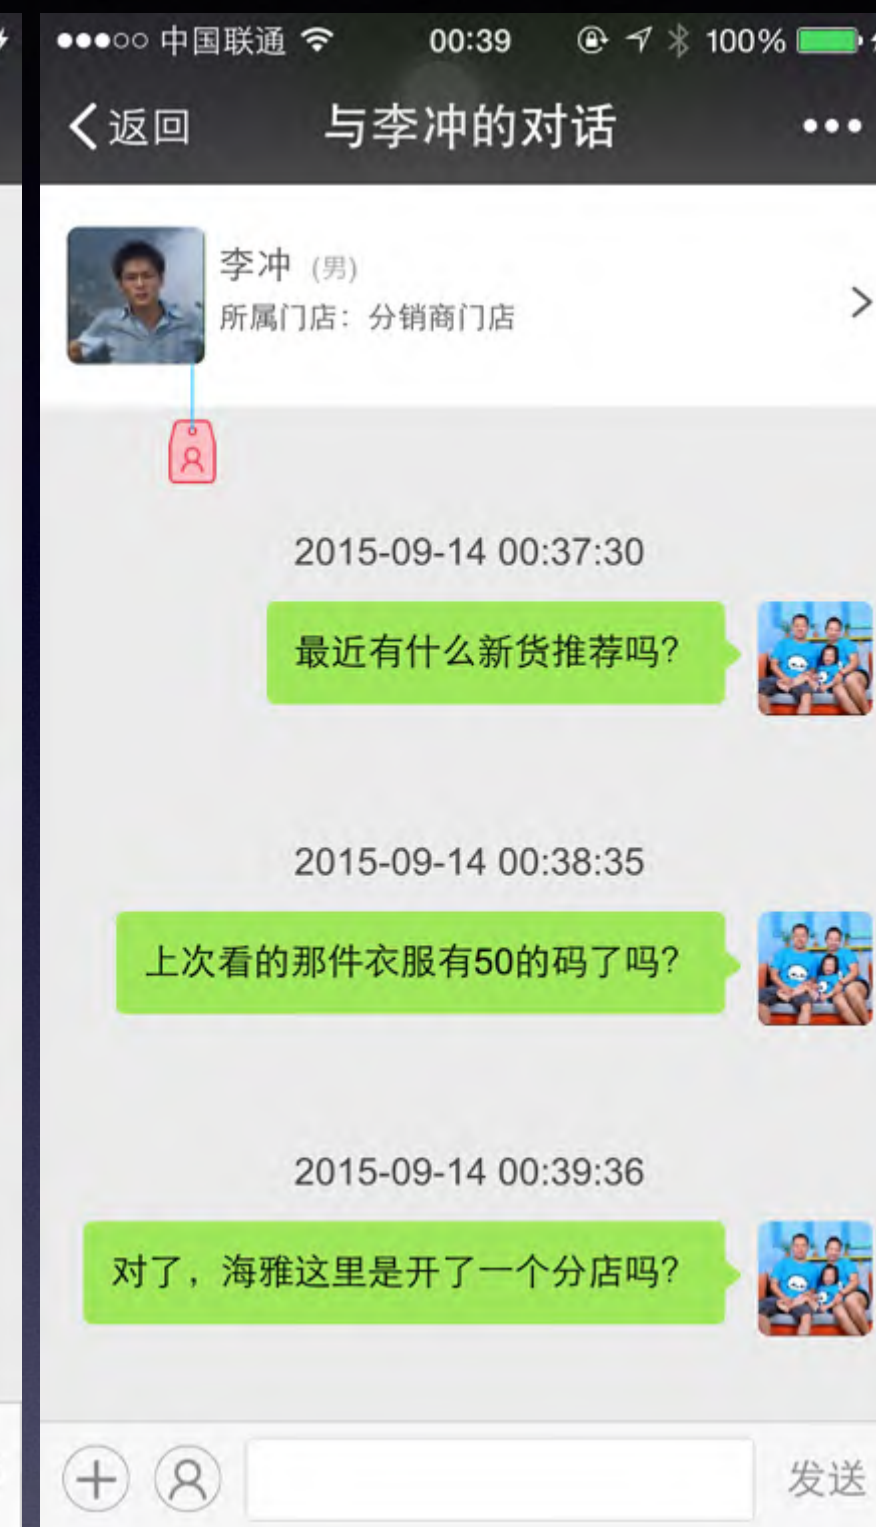 中国联通 00:39 100%
返回 与李冲的对话
李冲 (男)
所属门店：分销商门店
2015-09-14 00:37:30
最近有什么新货推荐吗?
2015-09-14 00:38:35
上次看的那件衣服有50的码了吗?
2015-09-14 00:39:36
对了，海雅这里是开了一个分店吗?
发送